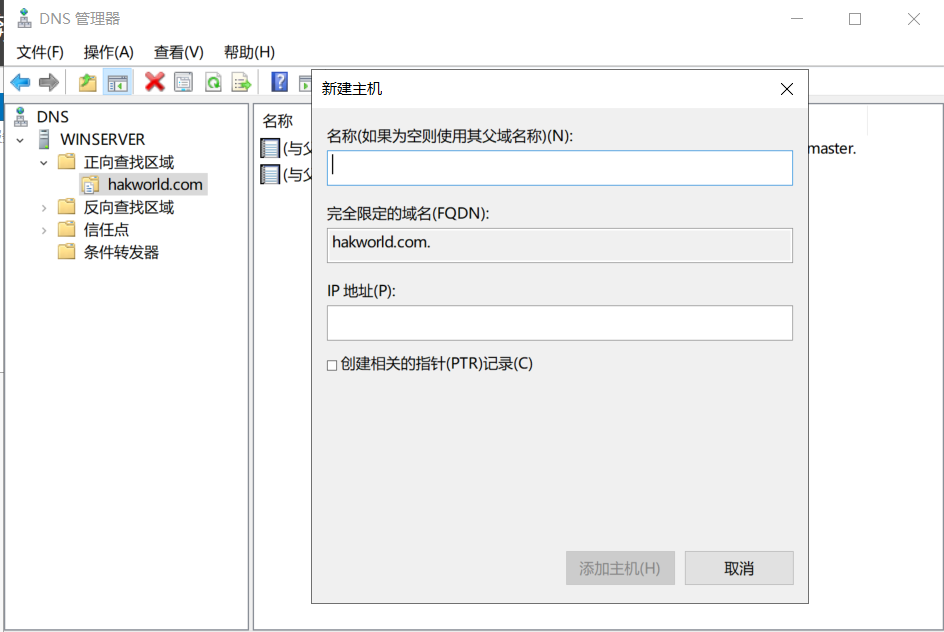 DNS 管理器
文件(F) 操作(A) 查看(V) 帮助(H)
DNS
WINSERVER
正向查找区域
hakworld.com
反向查找区域
信任点
条件转发器
名称
(与父
(与父
master.
新建主机
名称(如果为空则使用其父域名称)(N):
完全限定的域名(FQDN):
hakworld.com.
IP 地址(P):
创建相关的指针(PTR)记录(C)
添加主机(H) 取消